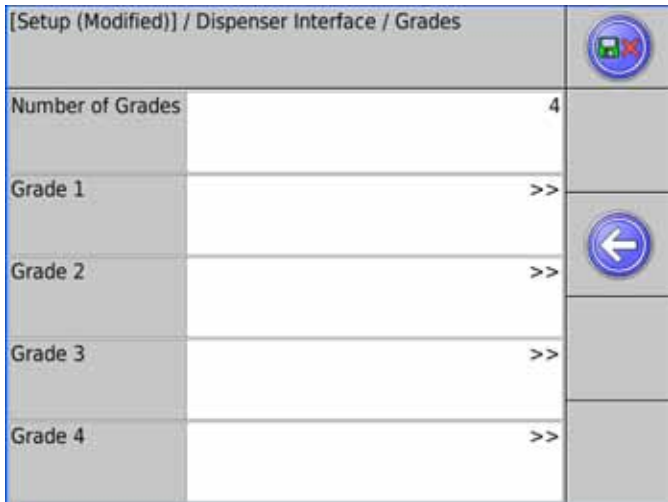 [Setup (Modified)] / Dispenser Interface / Grades
Number of Grades 4
Grade 1 >>
Grade 2 >>
Grade 3 >>
Grade 4 >>